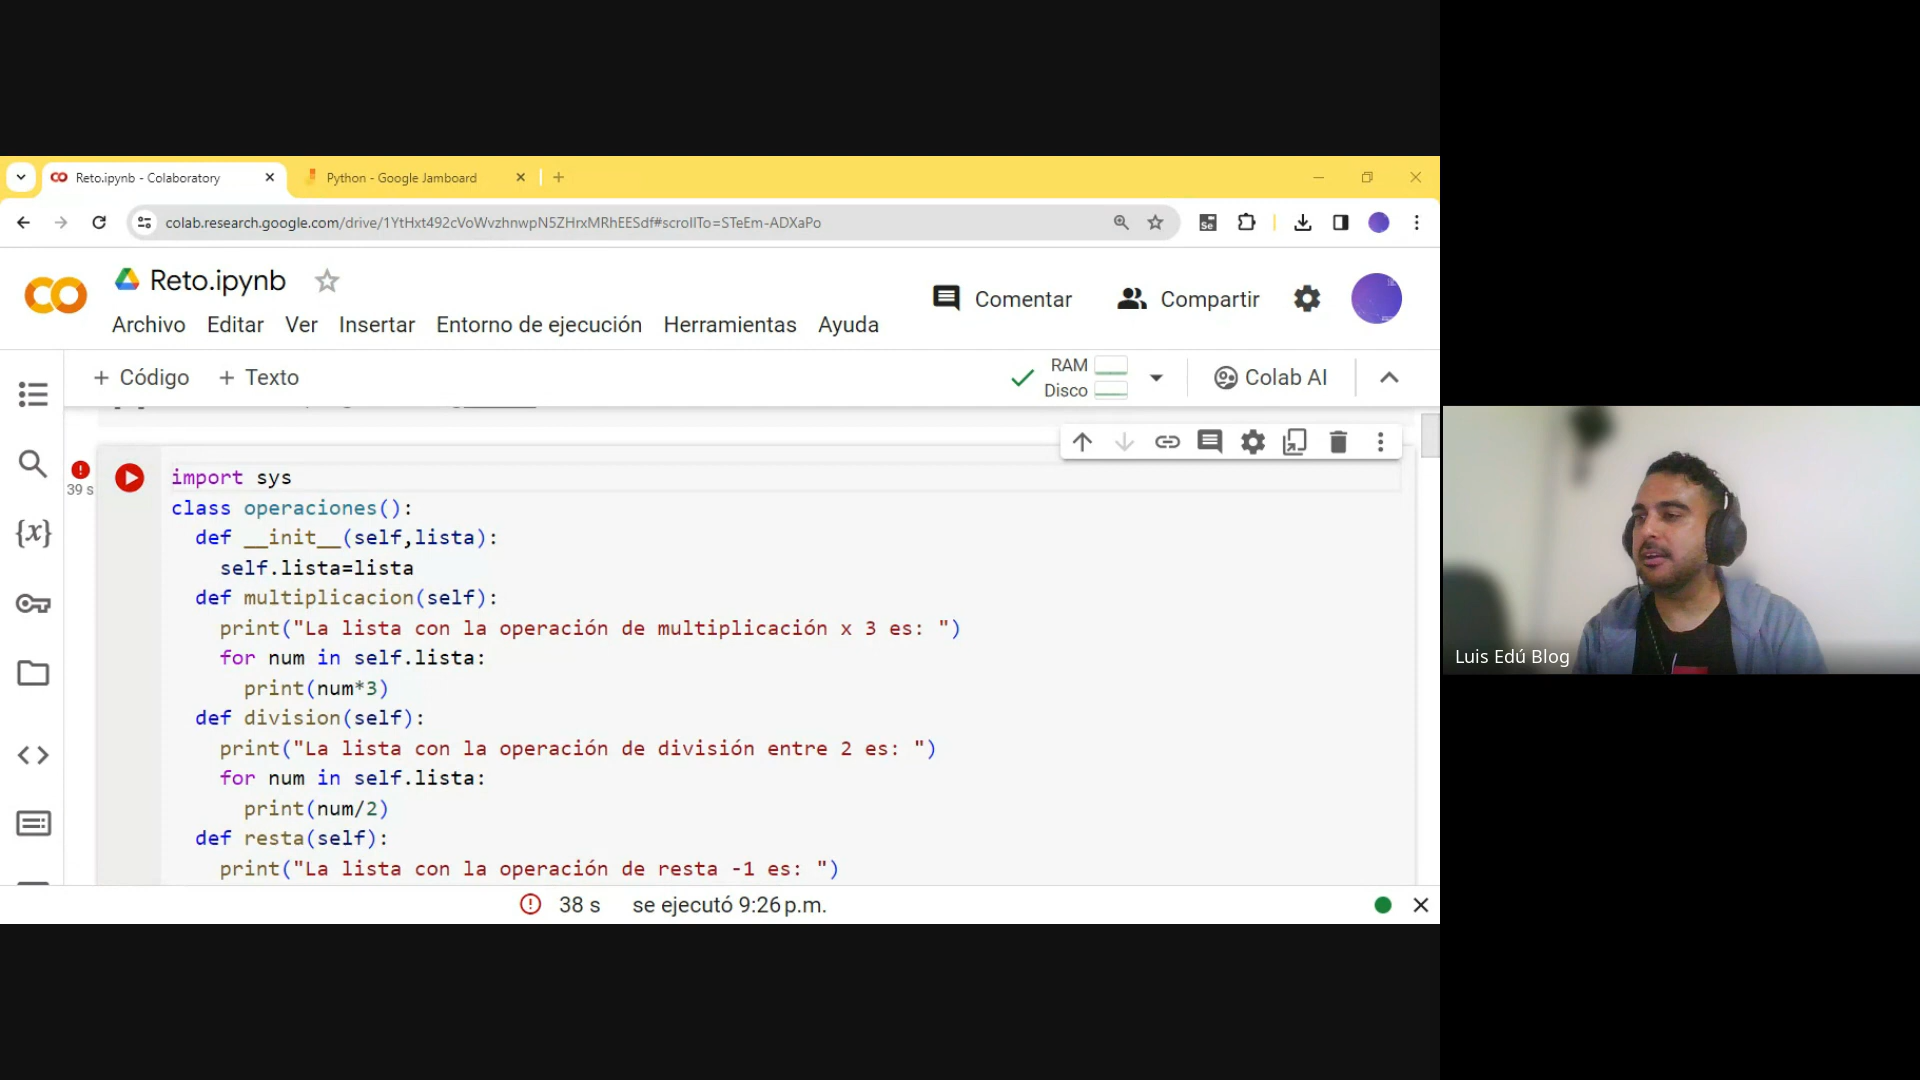 Reto.ipynb - Colaboratory
Python - Google Jamboard
colab.research.google.com/drive/1YtHxt492cVoWvzhnwpN5ZHrxMRhEESdf#scrollTo=STeEm-ADXaPo
Reto.ipynb
Comentar
Compartir
Archivo Editar Ver Insertar Entorno de ejecución Herramientas Ayuda
+ Código + Texto
RAM
Disco
Colab AI
39 s
import sys
class operaciones():
def __init__(self,lista):
self.lista=lista
def multiplicacion(self):
print("La lista con la operación de multiplicación x 3 es: ")
for num in self.lista:
print(num*3)
def division(self):
print("La lista con la operación de división entre 2 es: ")
for num in self.lista:
print(num/2)
def resta(self):
print("La lista con la operación de resta -1 es: ")
38 s se ejecutó 9:26 p.m.
Luis Edú Blog